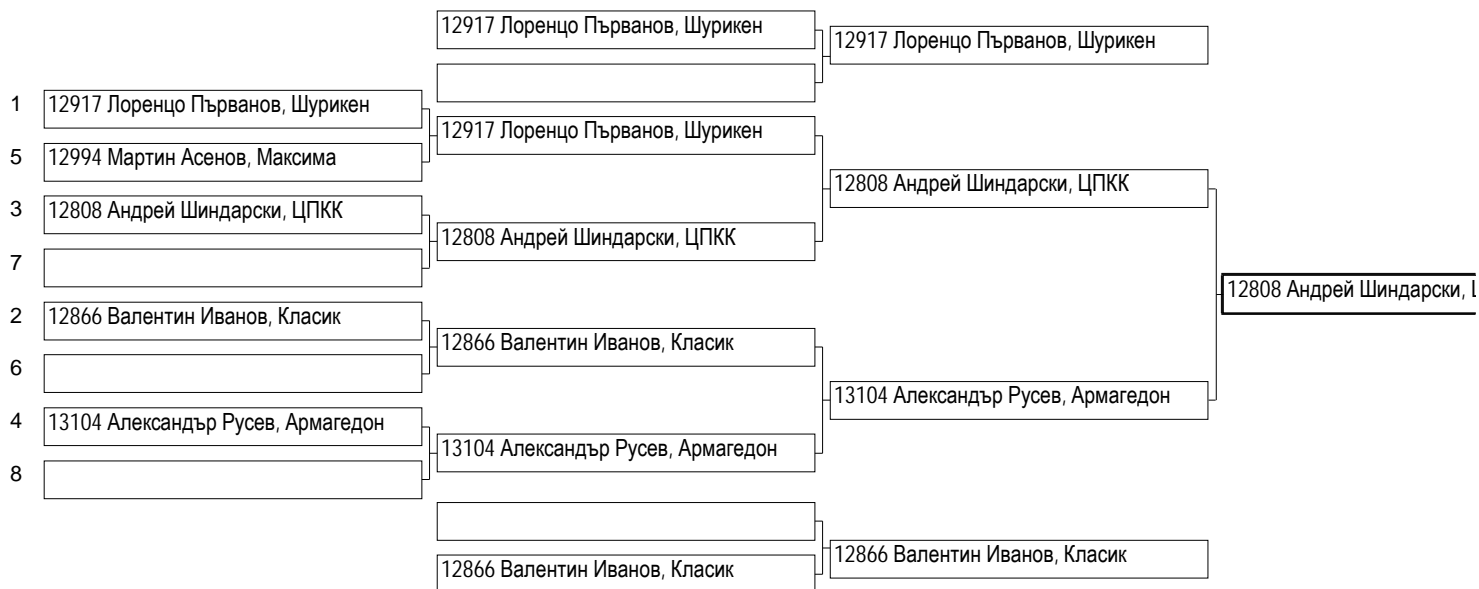 12917 Лоренцо Първанов, Шурикен
12917 Лоренцо Първанов, Шурикен
1 12917 Лоренцо Първанов, Шурикен
12917 Лоренцо Първанов, Шурикен
5 12994 Мартин Асенов, Максима
12808 Андрей Шиндарски, ЦПКК
3 12808 Андрей Шиндарски, ЦПКК
12808 Андрей Шиндарски, ЦПКК
7
12808 Андрей Шиндарски,
2 12866 Валентин Иванов, Класик
12866 Валентин Иванов, Класик
6
13104 Александър Русев, Армагедон
4 13104 Александър Русев, Армагедон
13104 Александър Русев, Армагедон
8
12866 Валентин Иванов, Класик
12866 Валентин Иванов, Класик